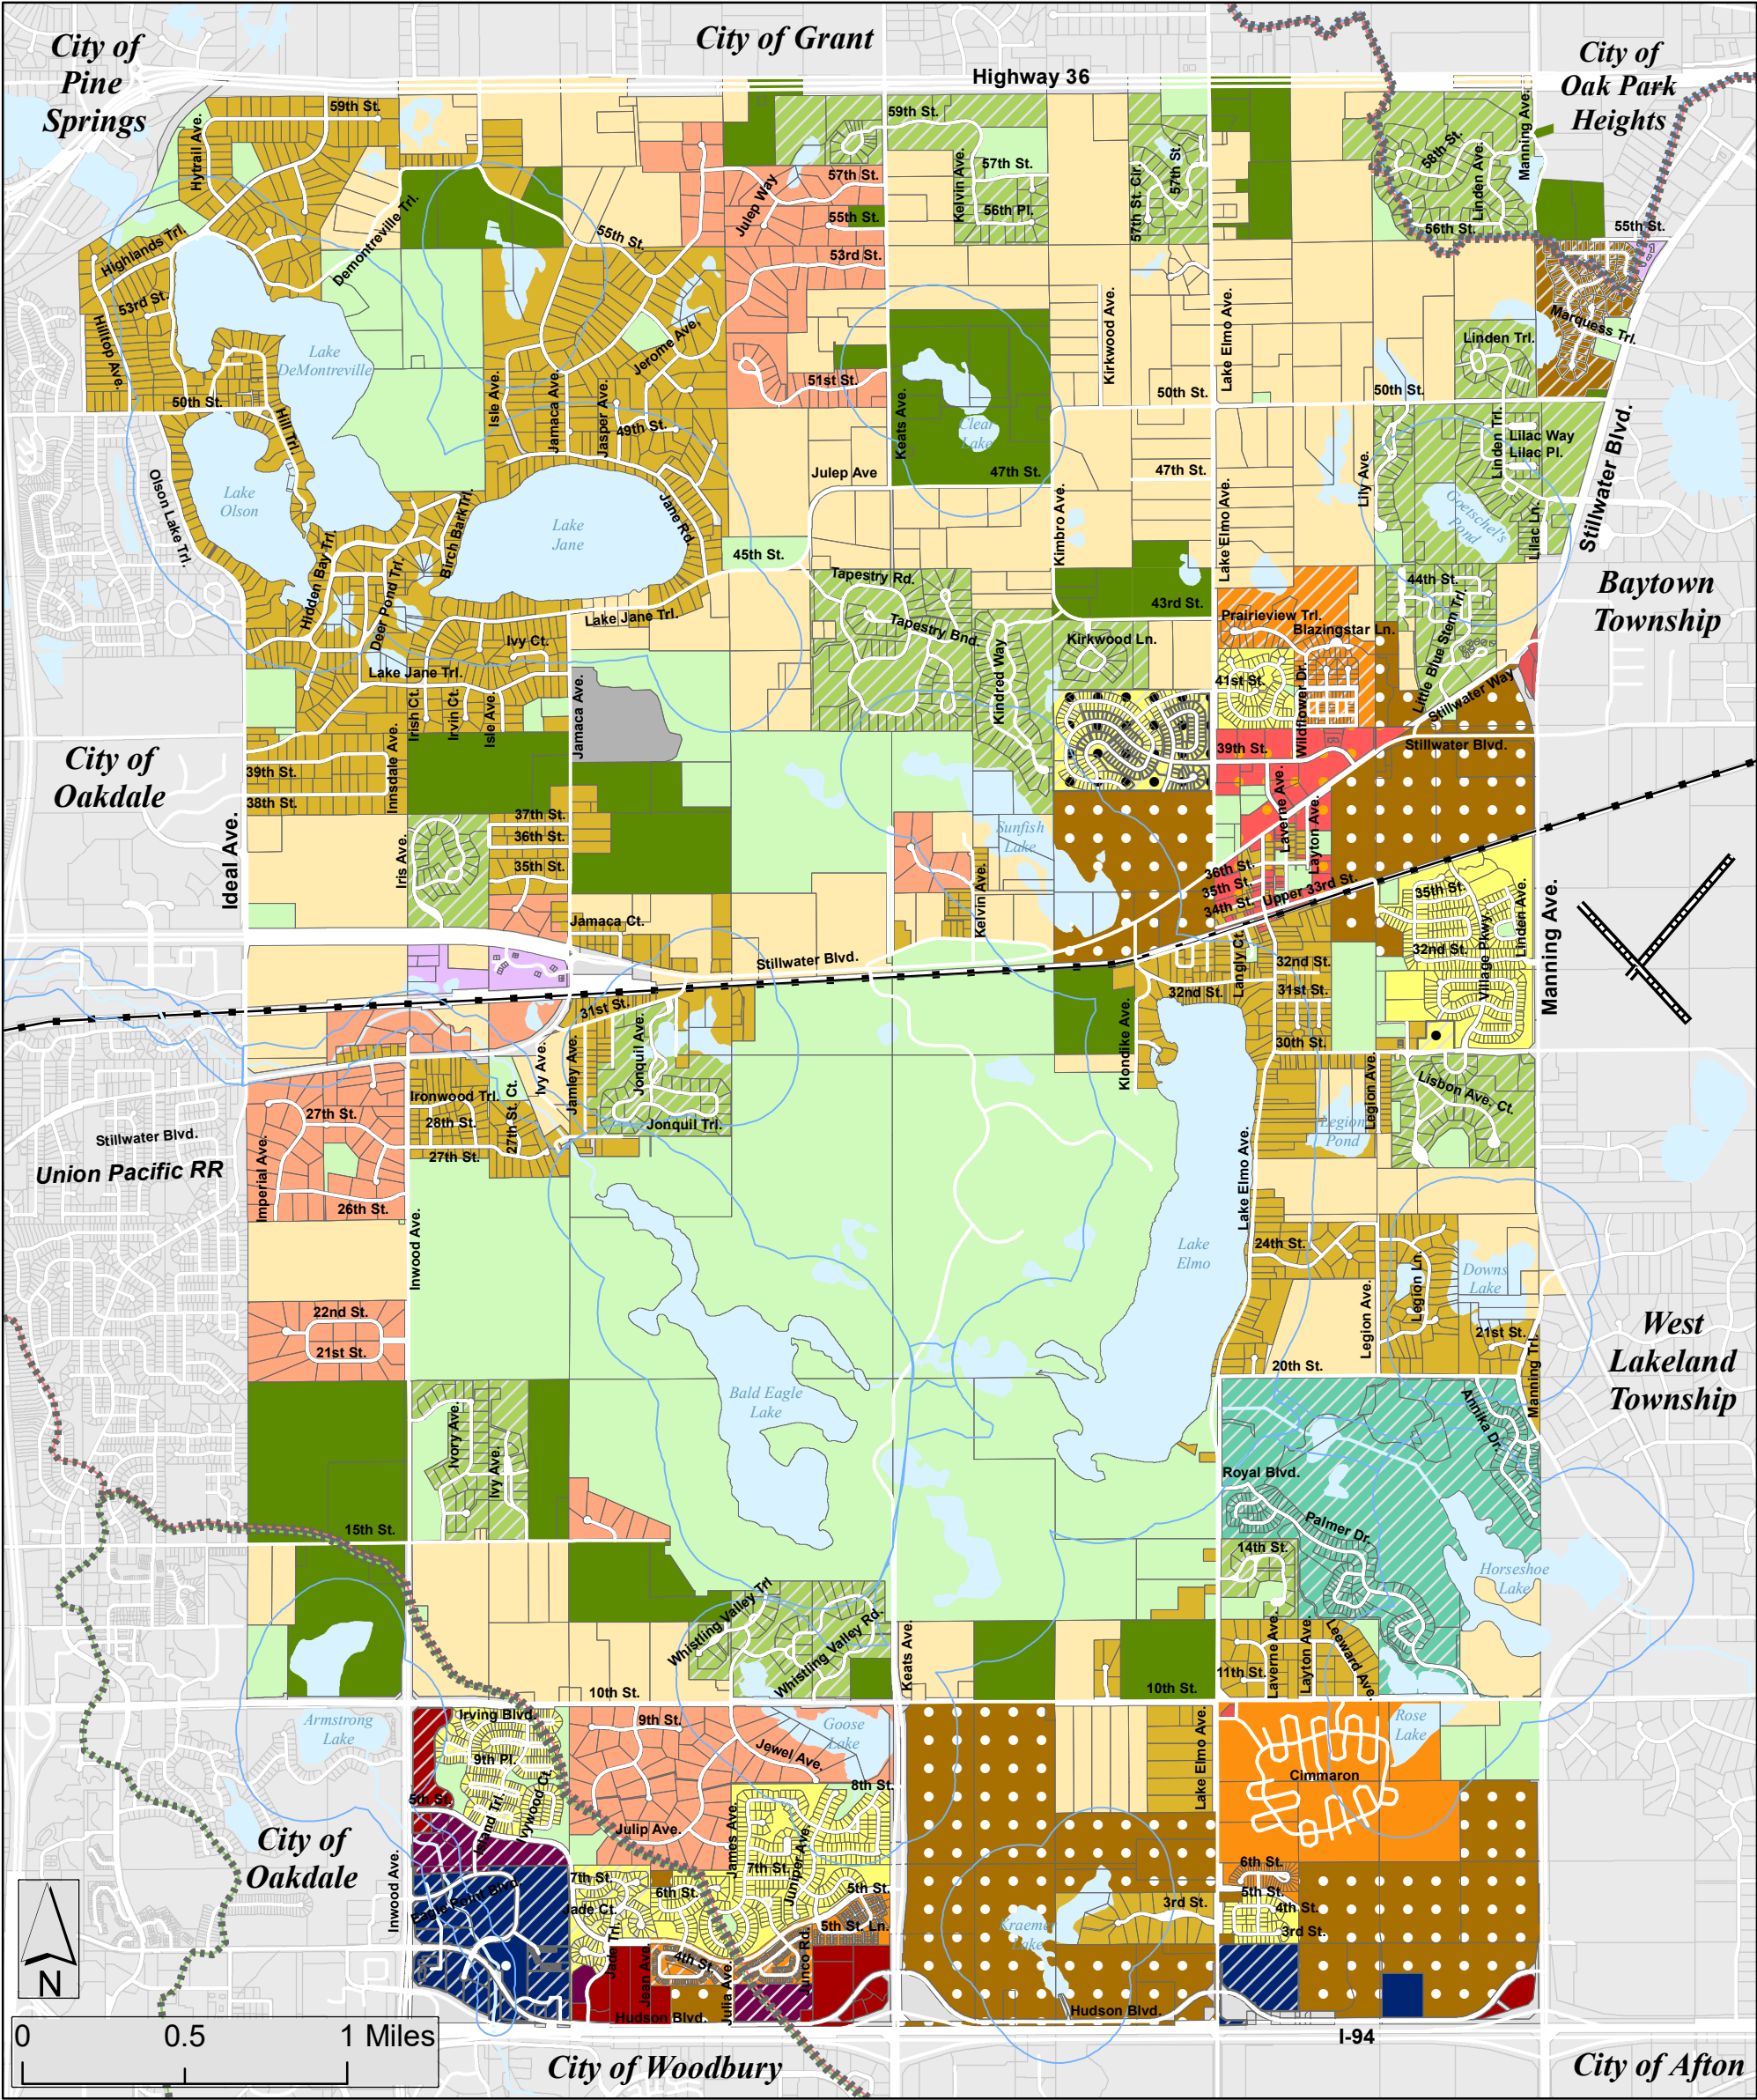 City of
Pine
Springs
City of Grant
City of
Oak Park
Heights
Highway 36
59th St.
Hytrail Ave.
59th St.
Manning Ave.
58th St.
Linden Ave.
57th St.
57th St.
57th St.
Kelvin Ave.
57th St. Cir.
Julep Way
Demontreville Trl.
55th St.
56th Pl.
56th St.
55th St.
55th St.
Highlands Trl.
53rd St.
53rd St.
Hilltop Ave.
Lake
DeMontreville
Jerome Ave.
Kirkwood Ave.
Lake Elmo Ave.
Marquess Trl.
Linden Trl.
51st St.
Isle Ave.
Jamaca Ave.
Jasper Ave.
50th St.
Hill Trl.
49th St.
Keats Ave.
Clear
Lake
50th St.
50th St.
Linden Trl.
Lilac Way
Lilac Pl.
Stillwater Blvd.
Olson Lake Trl.
Lake
Olson
Birch Bark Trl.
Lake
Jane
Jane Rd.
Julep Ave
47th St.
47th St.
Kimbro Ave.
Lake Elmo Ave.
Lily Ave.
Goetschel's
Pond
Lilac Ln.
Hidden Bay Trl.
Deer Pond Trl.
45th St.
Tapestry Rd.
43rd St.
44th St.
Baytown
Township
Lake Jane Trl.
Tapestry Bnd.
Prairieview Trl.
Blazingstar Ln.
Little Blue Stem Trl.
Ivy Ct.
Kindred Way
Kirkwood Ln.
Lake Jane Trl.
41st St.
Wildflower Dr.
Stillwater Way
Irish Ct.
Irvin Ct.
Isle Ave.
Jamaca Ave.
Innsdale Ave.
39th St.
Stillwater Blvd.
City of
Oakdale
39th St.
38th St.
Laverne Ave.
Layton Ave.
Ideal Ave.
37th St.
36th St.
35th St.
Iris Ave.
Sunfish
Lake
Kelvin Ave.
36th St.
35th St.
34th St.
Upper 33rd St.
35th St.
Village Pkwy.
Linden Ave.
Manning Ave.
Jamaca Ct.
Stillwater Blvd.
32nd St.
Langly Ct.
32nd St.
32nd St.
31st St.
31st St.
30th St.
Klondike Ave.
Ivy Ave.
Jamley Ave.
Jonquil Ave.
Legion Ave.
Lisbon Ave. Ct.
Ironwood Trl.
28th St.
27th St. Ct.
27th St.
27th St.
Jonquil Trl.
Legion
Pond
Stillwater Blvd.
Union Pacific RR
Imperial Ave.
26th St.
Inwood Ave.
Lake Elmo Ave.
Lake
Elmo
24th St.
Legion Ln.
Downs
Lake
22nd St.
21st St.
Legion Ave.
21st St.
Manning Trl.
20th St.
West
Lakeland
Township
Bald Eagle
Lake
Ivory Ave.
Ivy Ave.
Annika Dr.
Royal Blvd.
Palmer Dr.
15th St.
14th St.
Horseshoe
Lake
Whistling Valley Trl
Whistling Valley Rd.
Keats Ave.
Laverne Ave.
Layton Ave.
Leeward Ave.
11th St.
10th St.
10th St.
Armstrong
Lake
Irving Blvd.
9th St.
Goose
Lake
Rose
Lake
9th Pl.
Jewel Ave.
Lake Elmo Ave.
Cimmaron
5th St.
Island Trl.
Ivywood Ct.
8th St.
Julip Ave.
James Ave.
Juniper Ave.
City of
Oakdale
Inwood Ave.
Eagle Point Blvd.
7th St.
7th St.
6th St.
5th St.
6th St.
5th St.
4th St.
3rd St.
3rd St.
Jade Ct.
5th St. Ln.
Kraemer
Lake
Jade Trl.
Jean Ave.
4th St.
Julia Ave.
Junco Rd.
Hudson Blvd.
Hudson Blvd.
N
0 0.5 1 Miles
I-94
City of Woodbury
City of Afton